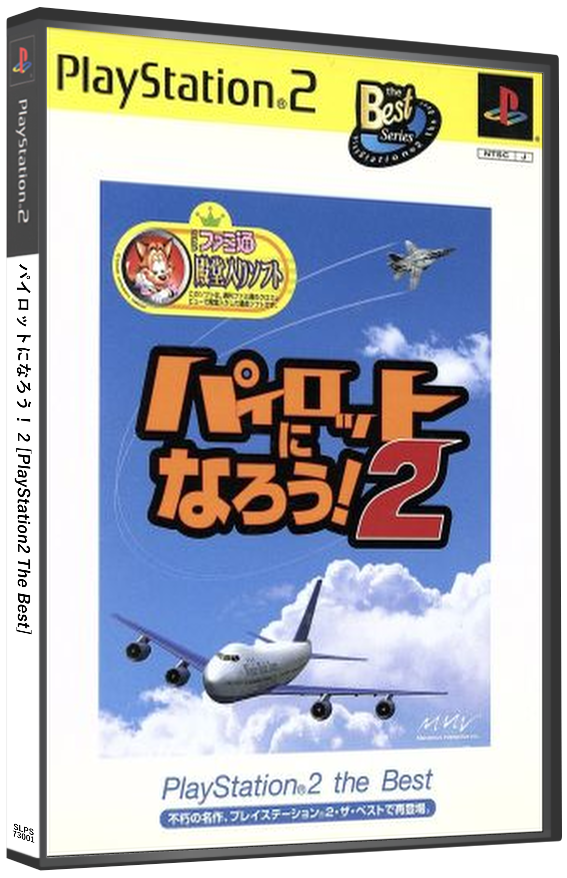 PlayStation®2
パイロットになろう! 2 [PlayStation2 The Best]
SLPS
73001
PlayStation®2
the
Best
Series
NTSC J
ファミ通
殿堂入りソフト
パイロット
に
なろう!2
MMV
PlayStation®2 the Best
不朽の名作、プレイステーション®2・ザ・ベストで再登場。